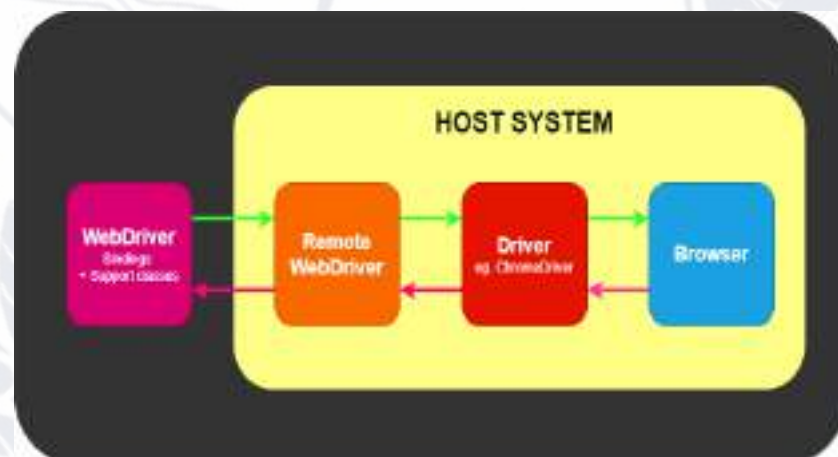 HOST SYSTEM
WebDriver
Bindings
+ Support classes
Remote
WebDriver
Driver
eg. ChromeDriver
Browser